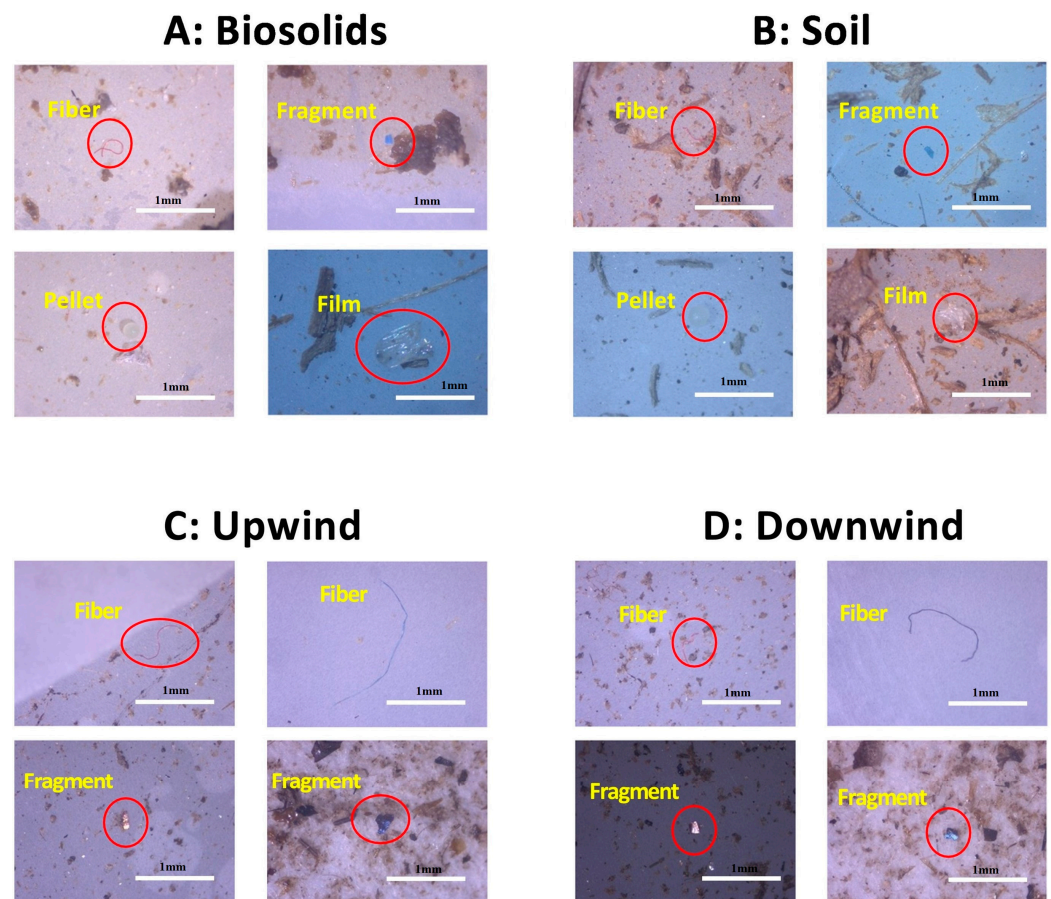 A: Biosolids
B: Soil
Fiber
1mm
Fragment
1mm
Fiber
1mm
Fragment
1mm
Pellet
1mm
Film
1mm
Pellet
1mm
Film
1mm
C: Upwind
D: Downwind
Fiber
1mm
Fiber
1mm
Fiber
1mm
Fiber
1mm
Fragment
1mm
Fragment
1mm
Fragment
1mm
Fragment
1mm